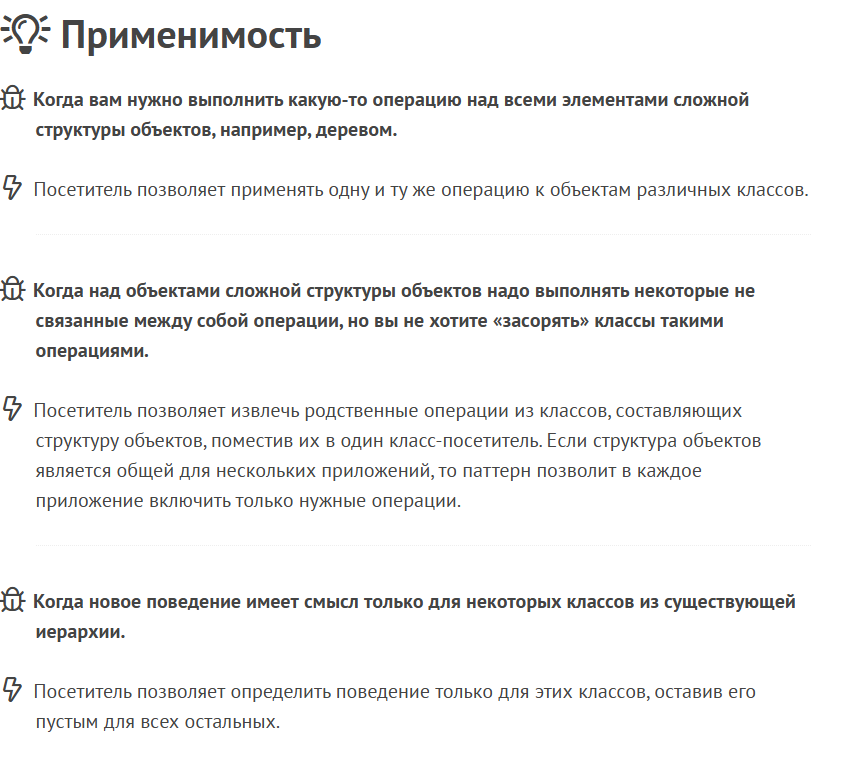 Применимость
Когда вам нужно выполнить какую-то операцию над всеми элементами сложной
структуры объектов, например, деревом.
Посетитель позволяет применять одну и ту же операцию к объектам различных классов.
Когда над объектами сложной структуры объектов надо выполнять некоторые не
связанные между собой операции, но вы не хотите «засорять» классы такими
операциями.
Посетитель позволяет извлечь родственные операции из классов, составляющих
структуру объектов, поместив их в один класс-посетитель. Если структура объектов
является общей для нескольких приложений, то паттерн позволит в каждое
приложение включить только нужные операции.
Когда новое поведение имеет смысл только для некоторых классов из существующей
иерархии.
Посетитель позволяет определить поведение только для этих классов, оставив его
пустым для всех остальных.